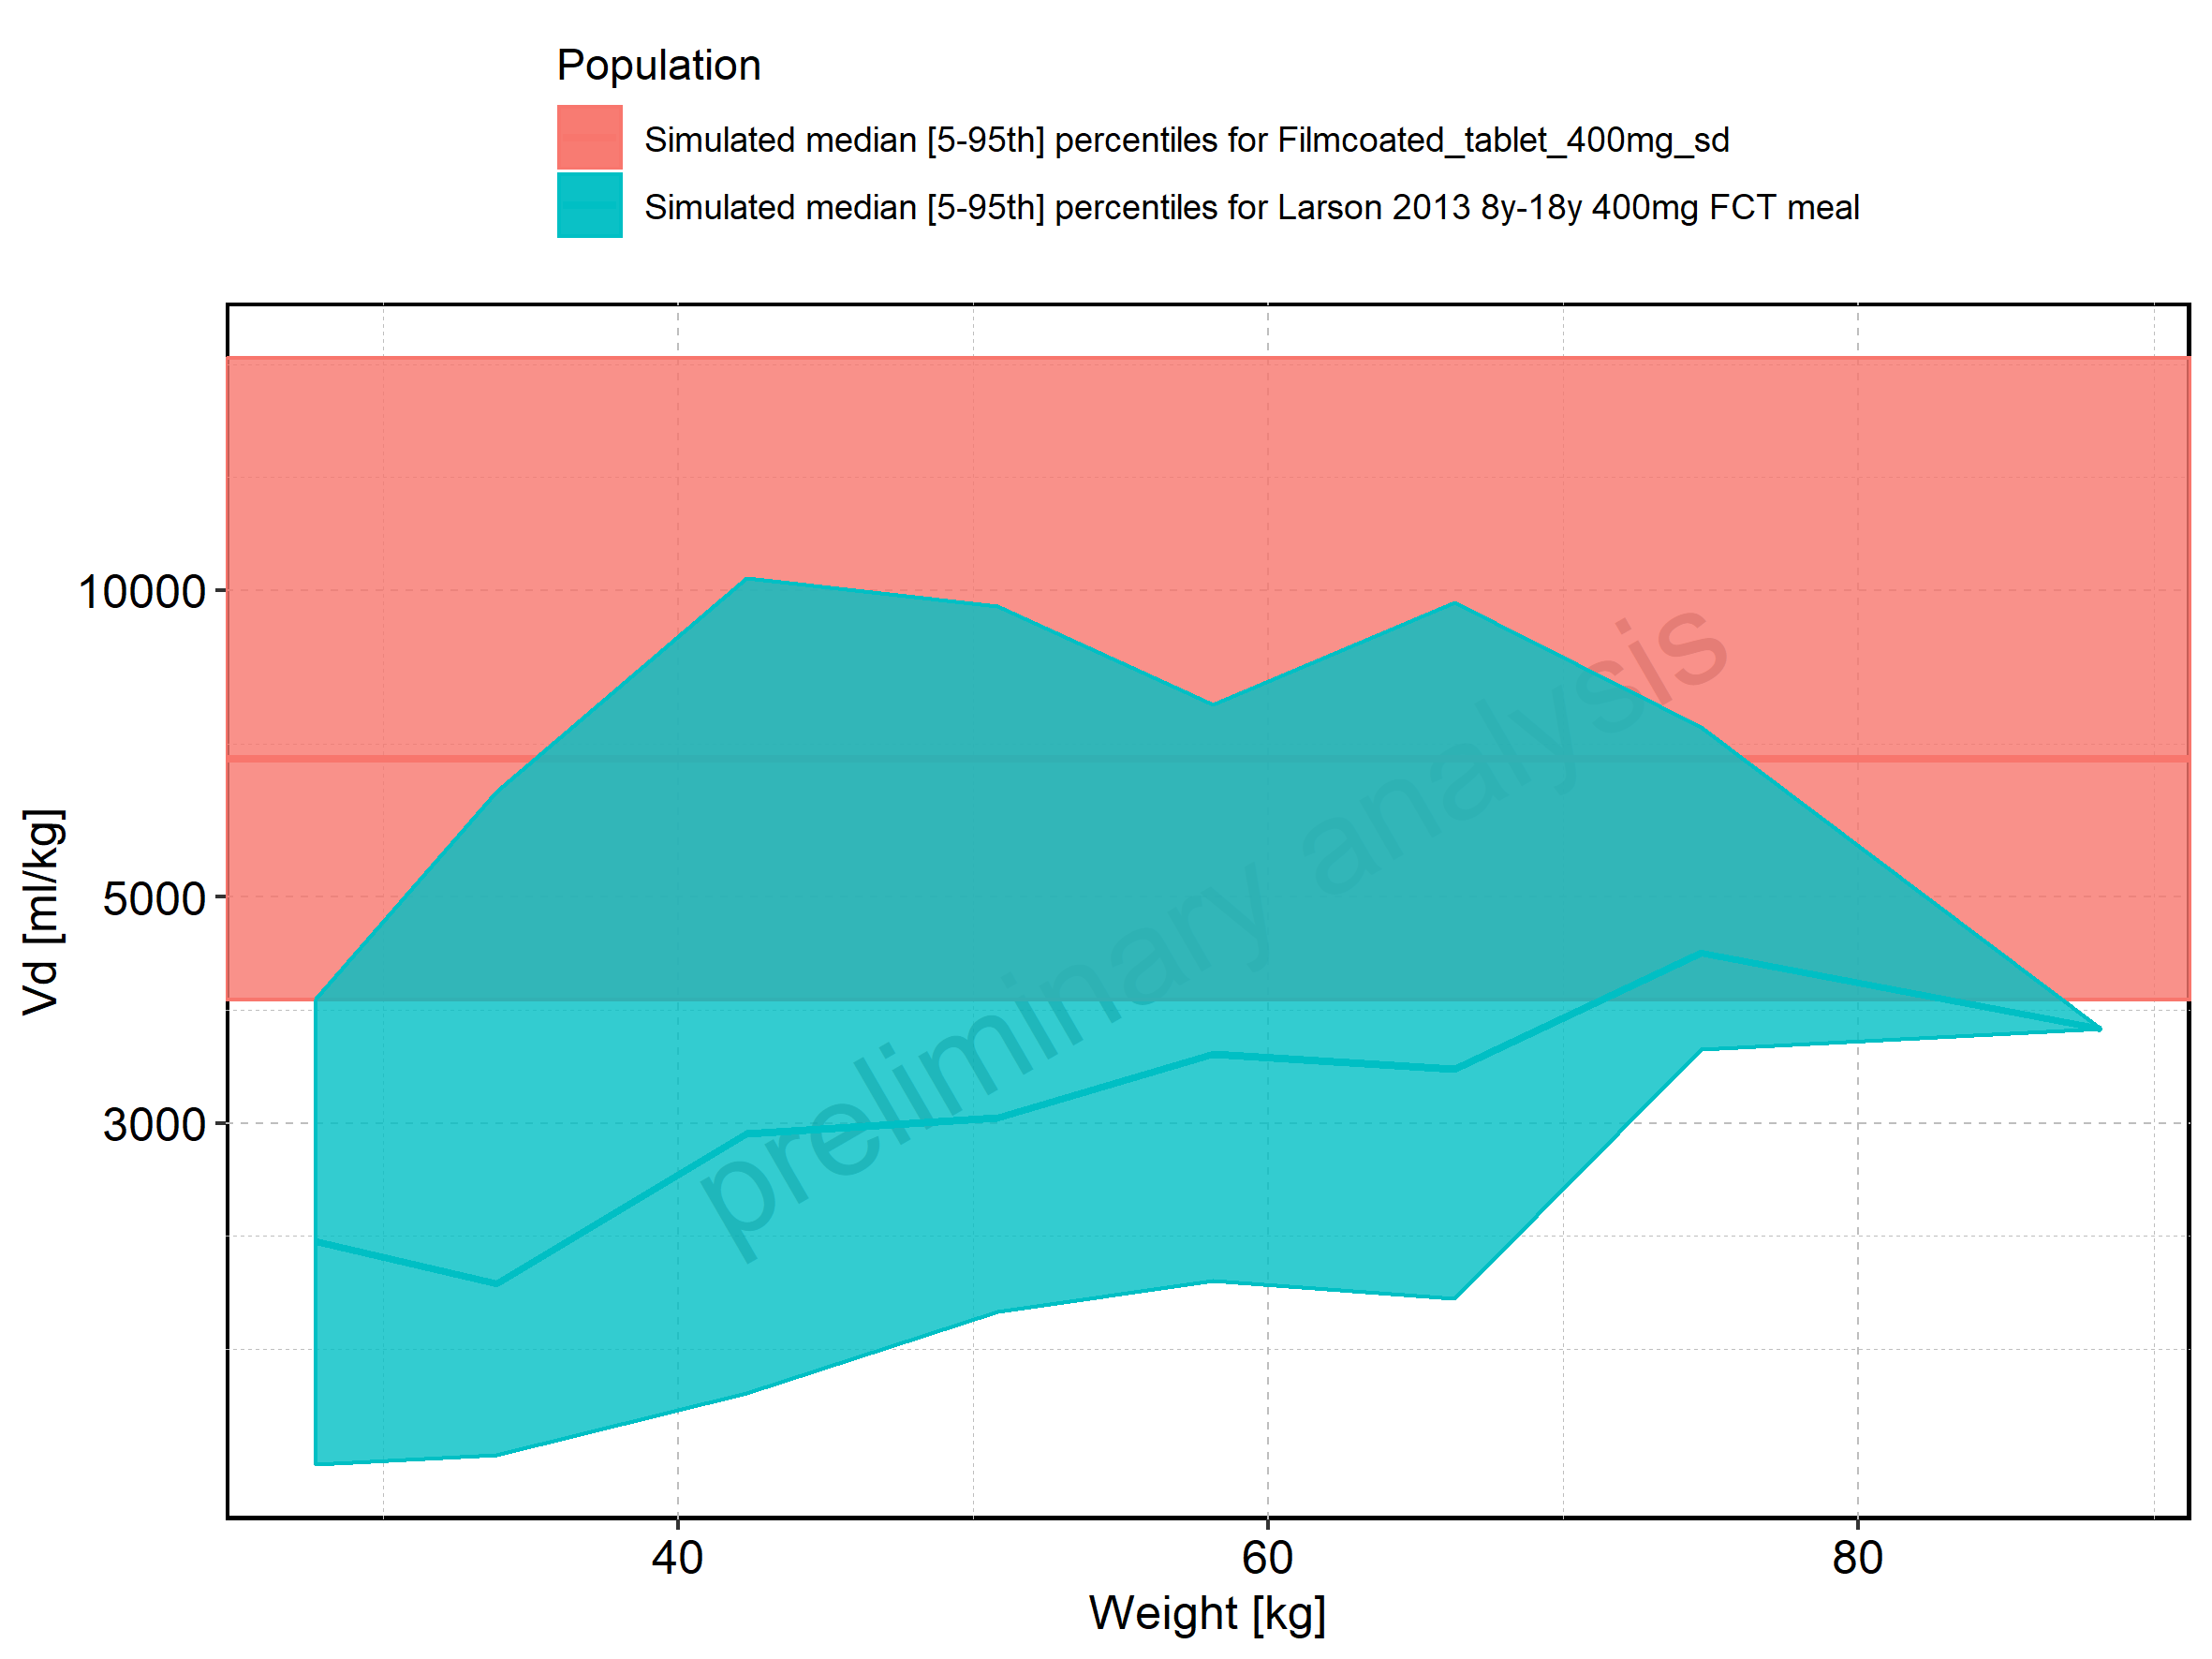 Population
Simulated median [5-95th] percentiles for Filmcoated_tablet_400mg_sd
Simulated median [5-95th] percentiles for Larson 2013 8y-18y 400mg FCT meal
10000
5000
3000
Vd [ml/kg]
preliminary analysis
40
60
80
Weight [kg]